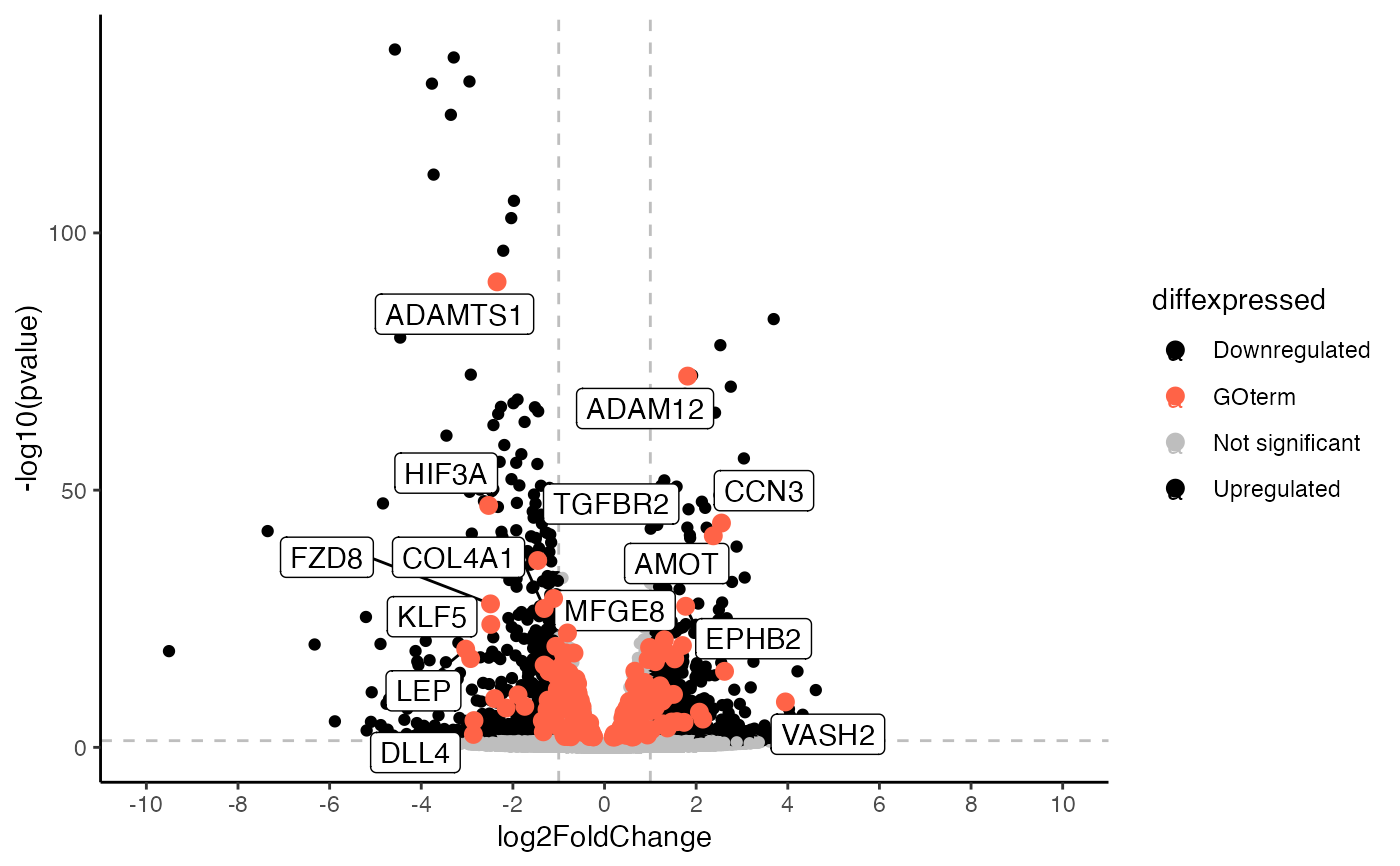 -log10(pvalue)
100
50
0
ADAMTS1
ADAM12
HIF3A
TGFBR2
CCN3
FZD8
COL4A1
AMOT
KLF5
MFGE8
EPHB2
LEP
VASH2
DLL4
-10
-8
-6
-4
-2
0
2
4
6
8
10
log2FoldChange
diffexpressed
Downregulated
GOterm
Not significant
Upregulated